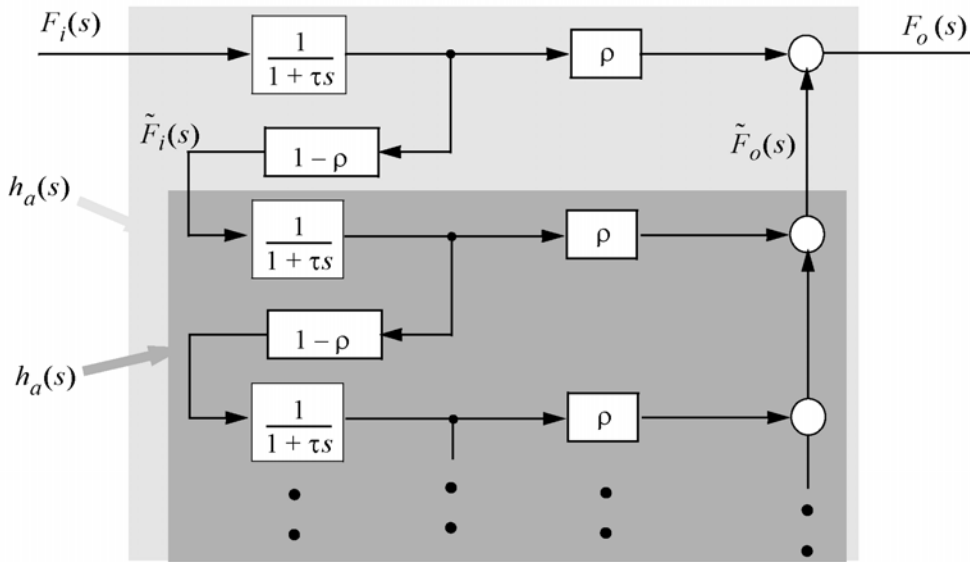 F_i(s)
F_o(s)
1
1 + τs
ρ
F̃_i(s)
1 – ρ
F̃_o(s)
h_a(s)
1
1 + τs
ρ
1 – ρ
h_a(s)
1
1 + τs
ρ